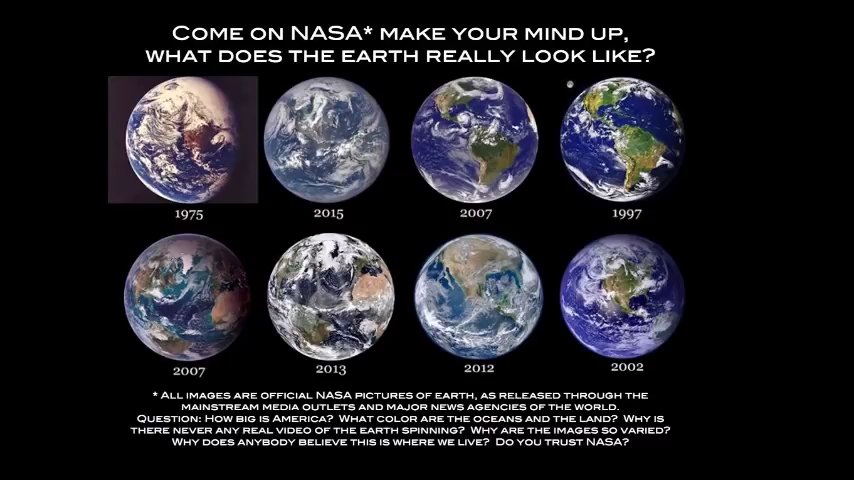 COME ON NASA* MAKE YOUR MIND UP,
WHAT DOES THE EARTH REALLY LOOK LIKE?
1975
2015
2007
1997
2007
2013
2012
2002
* ALL IMAGES ARE OFFICIAL NASA PICTURES OF EARTH, AS RELEASED THROUGH THE
MAINSTREAM MEDIA OUTLETS AND MAJOR NEWS AGENCIES OF THE WORLD.
QUESTION: HOW BIG IS AMERICA? WHAT COLOR ARE THE OCEANS AND THE LAND? WHY IS
THERE NEVER ANY REAL VIDEO OF THE EARTH SPINNING? WHY ARE THE IMAGES SO VARIED?
WHY DOES ANYBODY BELIEVE THIS IS WHERE WE LIVE? DO YOU TRUST NASA?